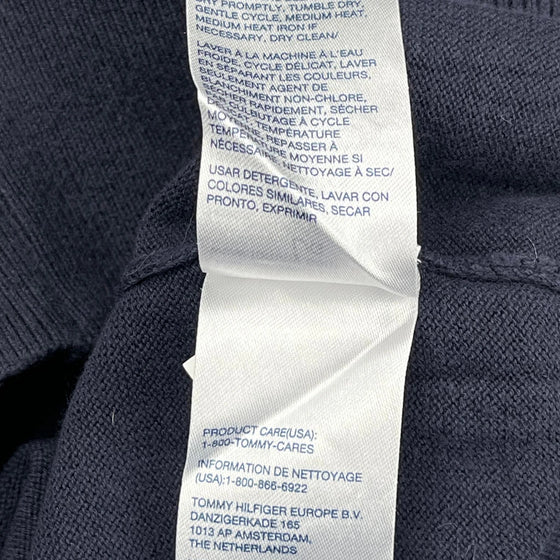 DRY PROMPTLY, TUMBLE DRY,
GENTLE CYCLE, MEDIUM HEAT,
MEDIUM HEAT IRON IF
NECESSARY, DRY CLEAN/
LAVER À LA MACHINE À L'EAU
FROIDE, CYCLE DÉLICAT, LAVER
EN SÉPARANT LES COULEURS,
SEULEMENT AGENT DE
BLANCHIMENT NON-CHLORE,
SÉCHER RAPIDEMENT, SÉCHER
CULBUTAGE À CYCLE
TEMPÉRATURE
REPASSER À
MOYENNE SI
NÉCESSAIRE, NETTOYAGE À SEC/
USAR DETERGENTE, LAVAR CON
COLORES SIMILARES, SECAR
PRONTO, EXPRIMIR
PRODUCT CARE(USA):
1-800-TOMMY-CARES
INFORMATION DE NETTOYAGE
(USA):1-800-866-6922
TOMMY HILFIGER EUROPE B.V.
DANZIGERKADE 165
1013 AP AMSTERDAM,
THE NETHERLANDS